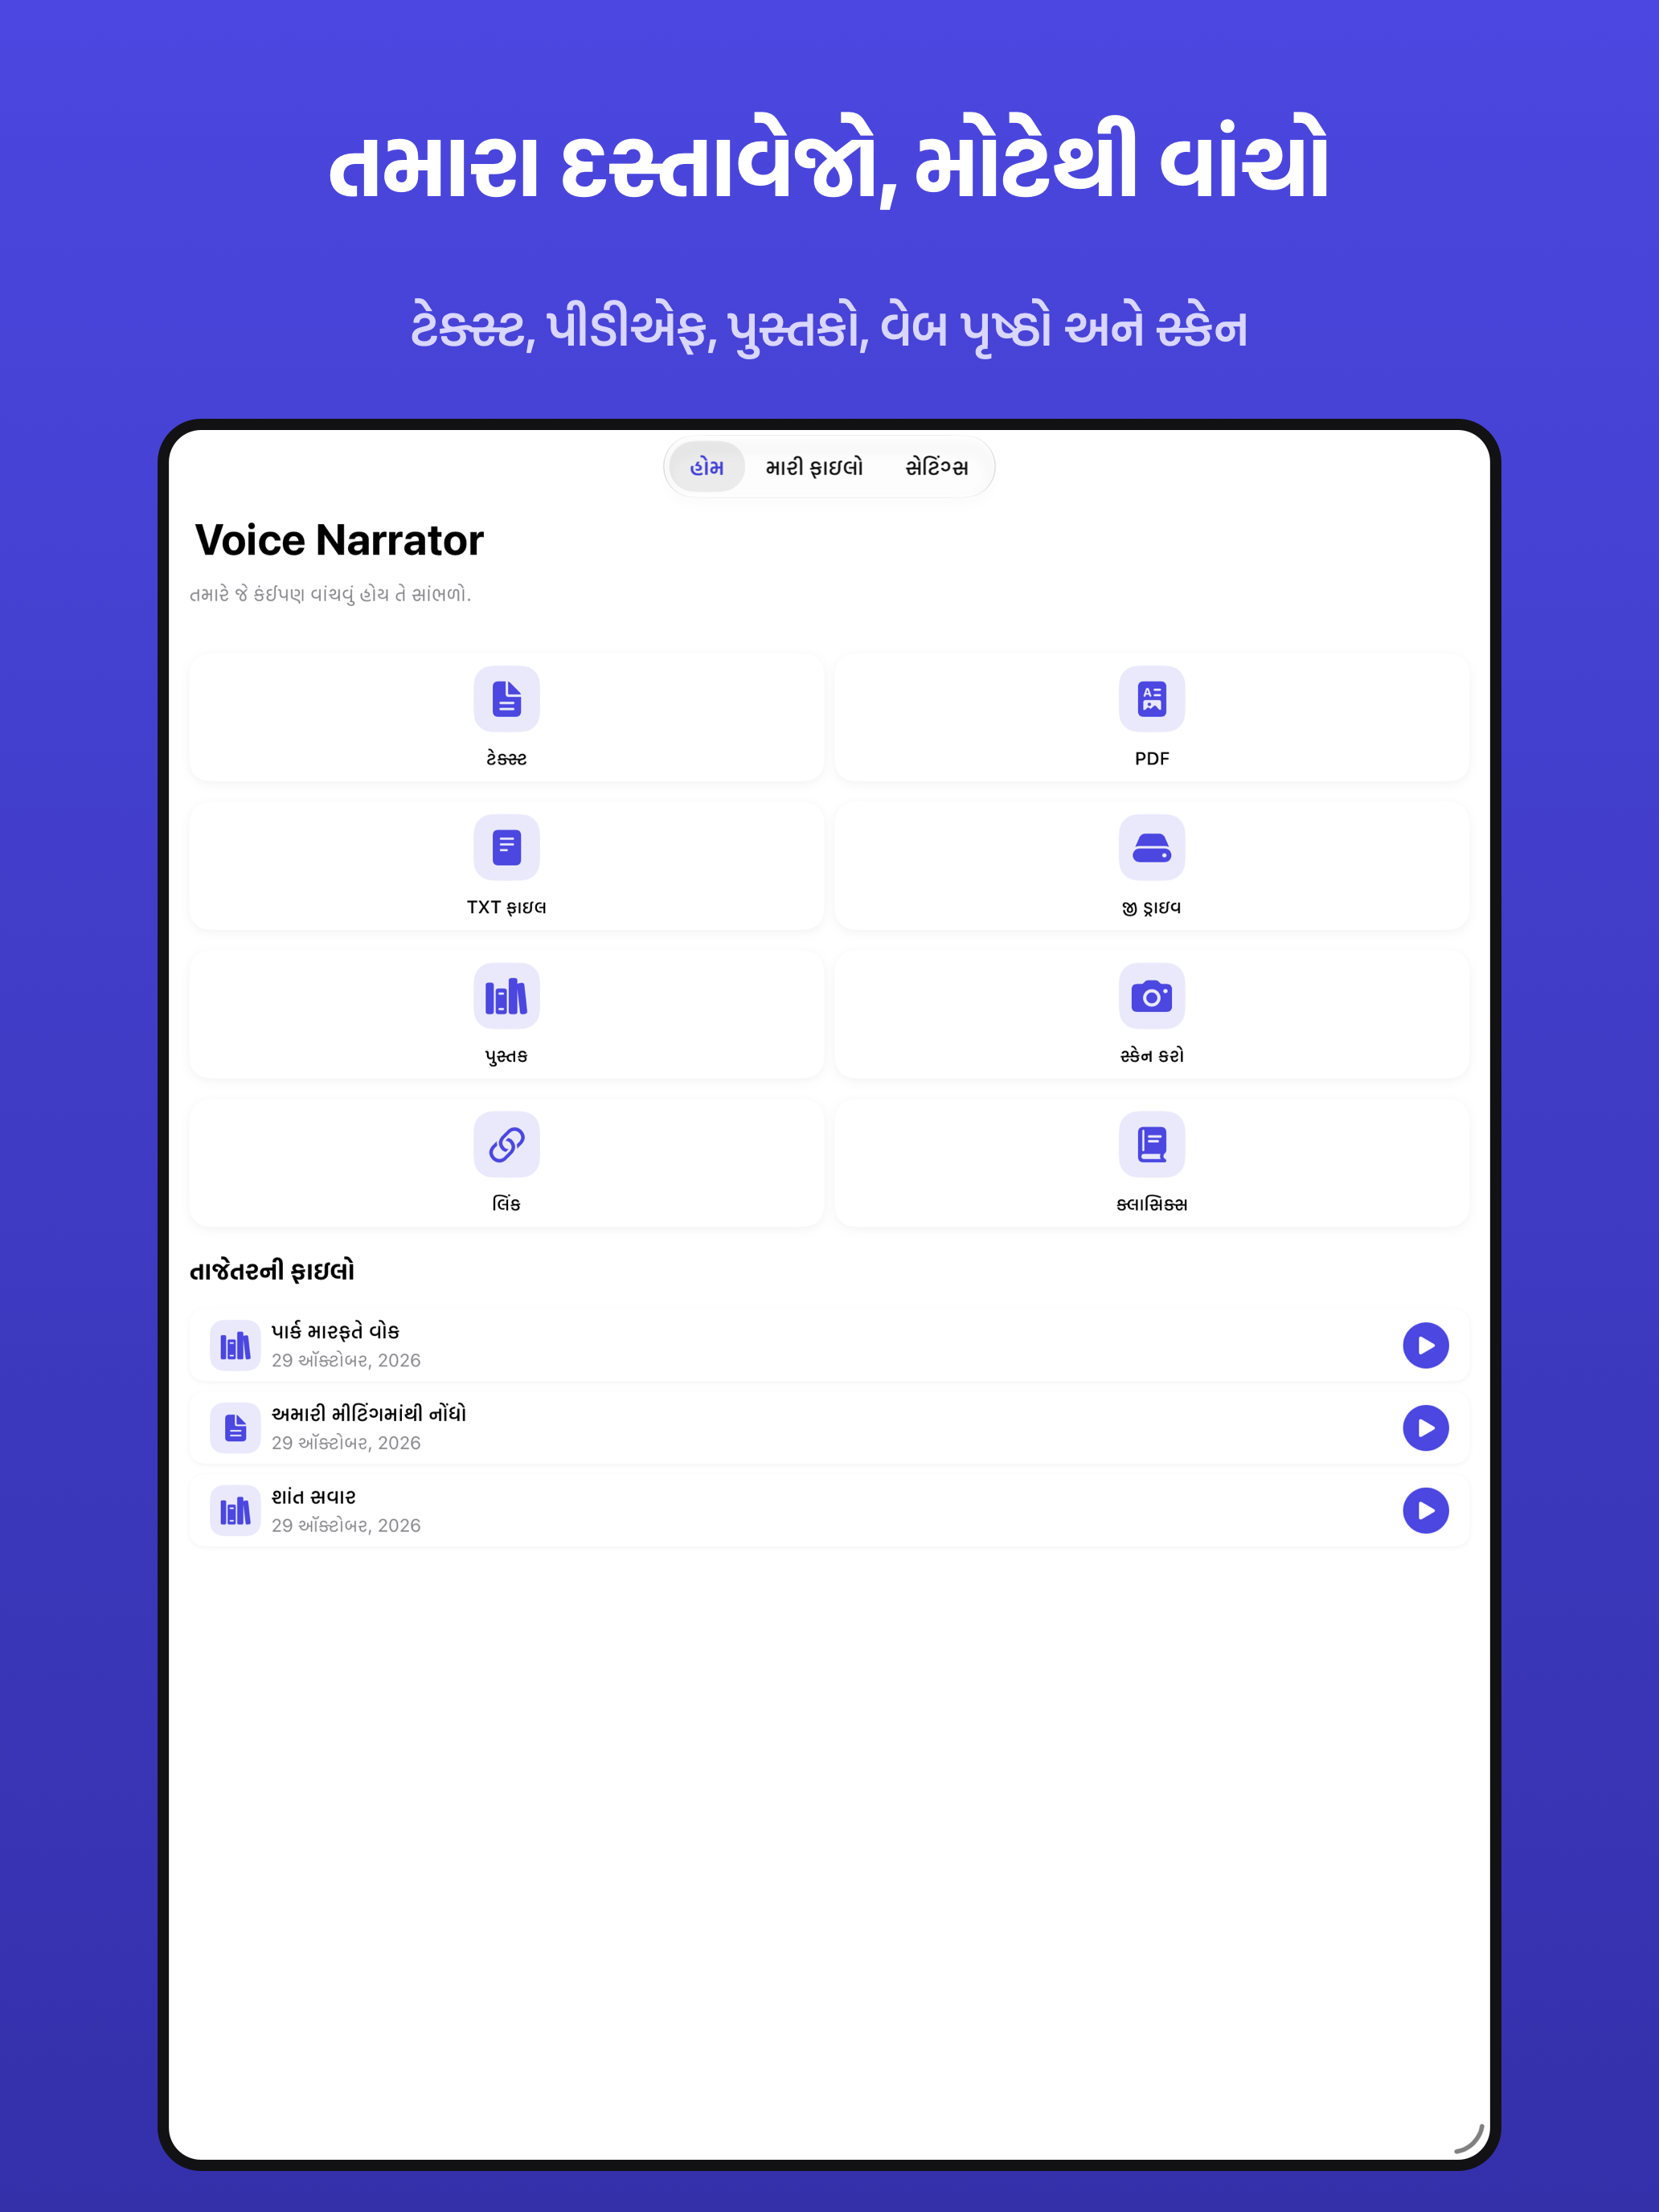 તમારા દસ્તાવેજો, મોટેથી વાંચો
ટેક્સ્ટ, પીડીએફ, પુસ્તકો, વેબ પૃષ્ઠો અને સ્કેન
હોમ મારી ફાઇલો સેટિંગ્સ
Voice Narrator
તમારે જે કંઈપણ વાંચવું હોય તે સાંભળો.
ટેક્સ્ટ PDF
TXT ફાઇલ જી ડ્રાઇવ
પુસ્તક સ્કેન કરો
લિંક ક્લાસિક્સ
તાજેતરની ફાઇલો
પાર્ક મારફતે વોક
29 ઑક્ટોબર, 2026
અમારી મીટિંગમાંથી નોંધો
29 ઑક્ટોબર, 2026
શાંત સવાર
29 ઑક્ટોબર, 2026